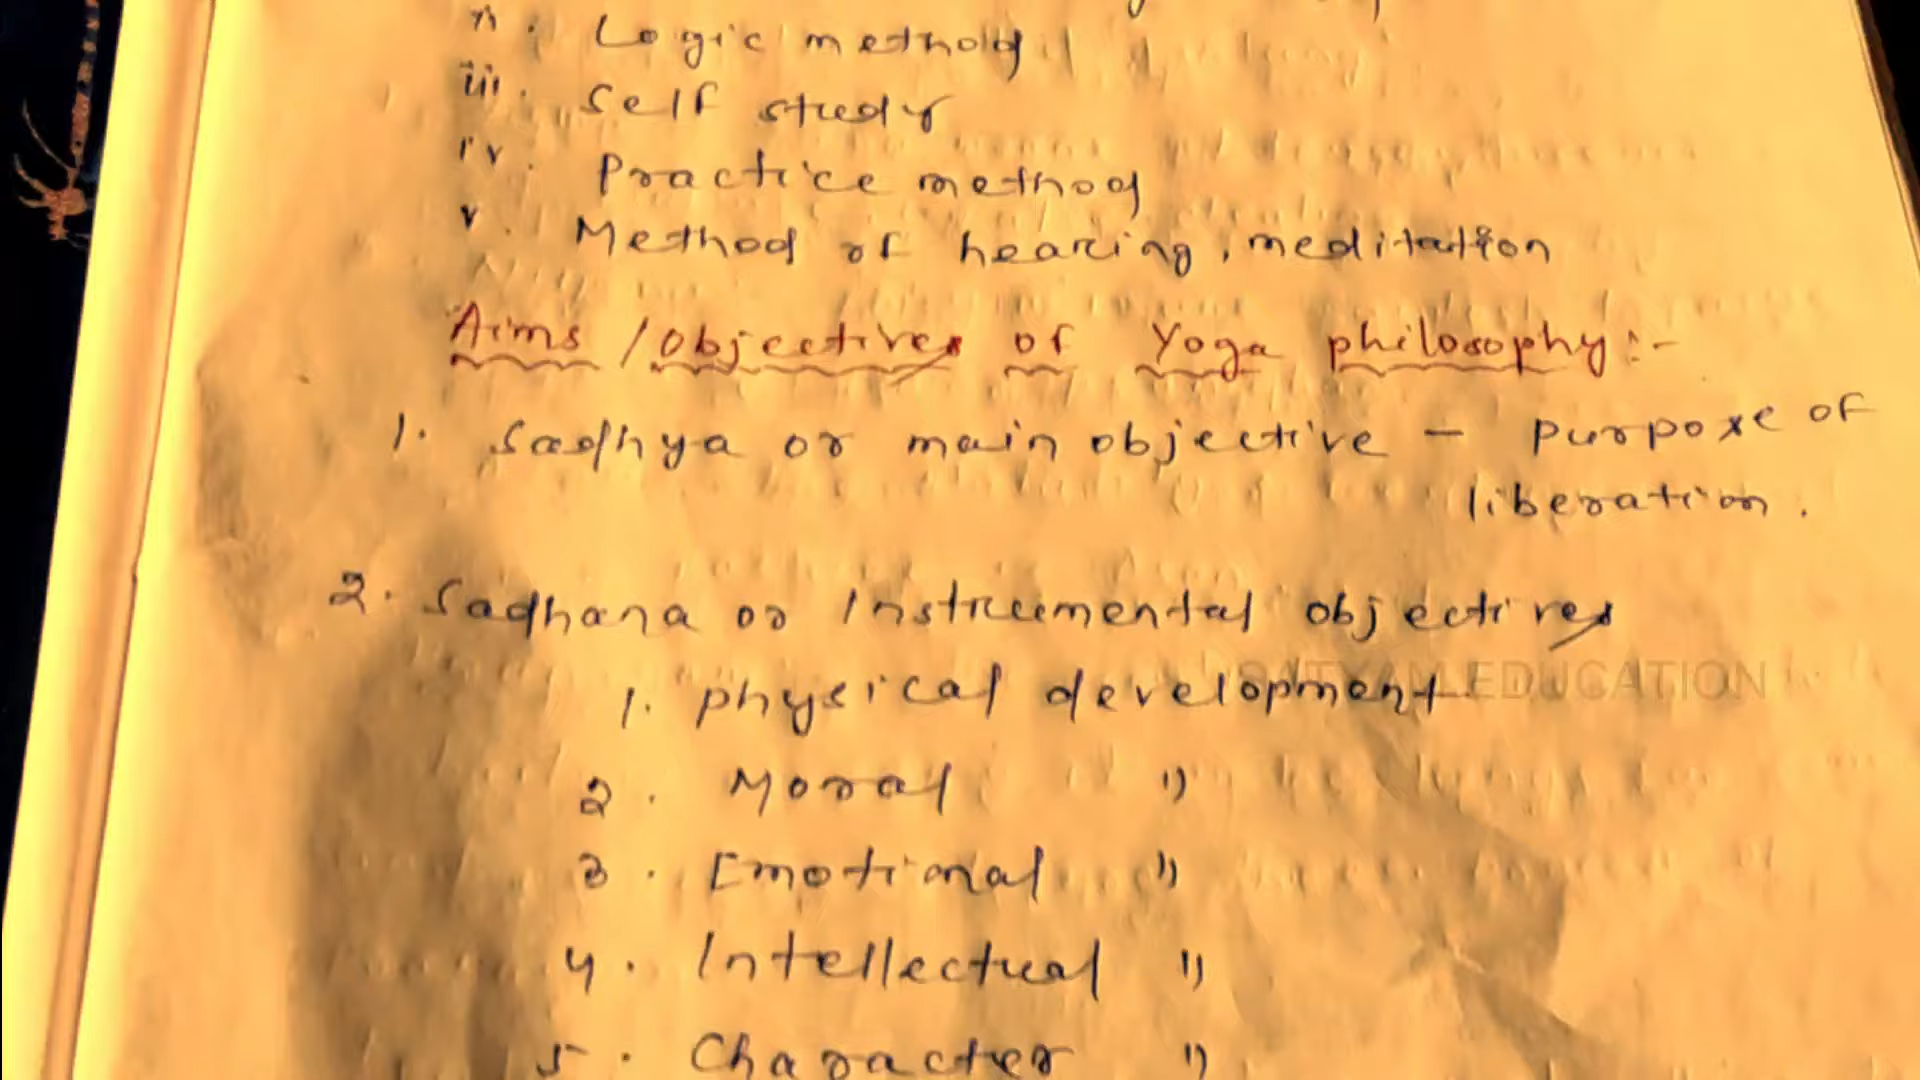 ii. Logic method
iii. Self study
iv. Practice method
v. Method of hearing, meditation
Aims / Objectives of Yoga philosophy :-
1. Sadhya or main objective - purpose of
liberation.
2. Sadhana or Instrumental objectives
1. physical development
SATYAM EDUCATION
2. Moral "
3. Emotional "
4. Intellectual "
5. Character "